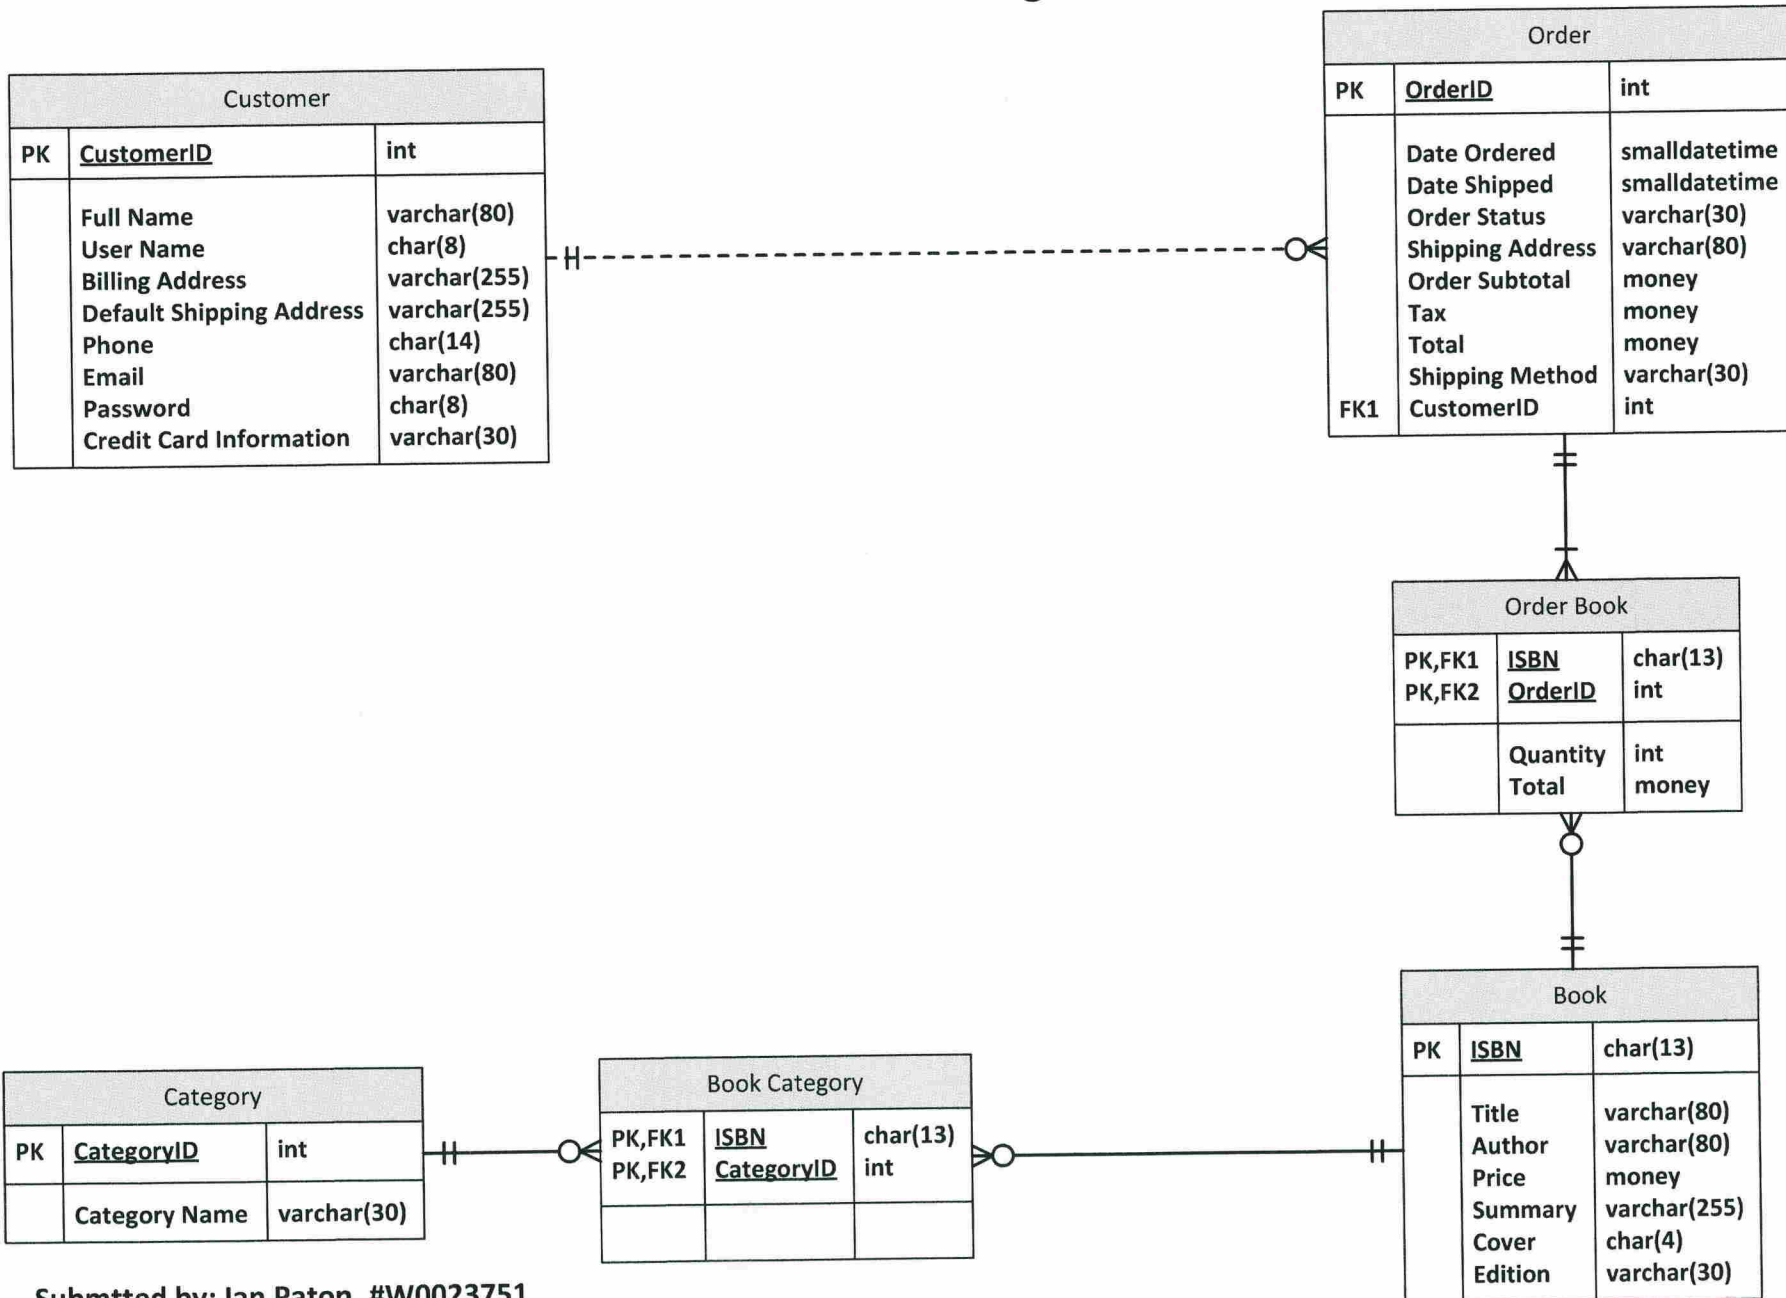 Customer
PK CustomerID int
Full Name varchar(80)
User Name char(8)
Billing Address varchar(255)
Default Shipping Address varchar(255)
Phone char(14)
Email varchar(80)
Password char(8)
Credit Card Information varchar(30)
Order
PK OrderID int
Date Ordered smalldatetime
Date Shipped smalldatetime
Order Status varchar(30)
Shipping Address varchar(80)
Order Subtotal money
Tax money
Total money
Shipping Method varchar(30)
FK1 CustomerID int
Order Book
PK,FK1 ISBN char(13)
PK,FK2 OrderID int
Quantity int
Total money
Category
PK CategoryID int
Category Name varchar(30)
Book Category
PK,FK1 ISBN char(13)
PK,FK2 CategoryID int
Book
PK ISBN char(13)
Title varchar(80)
Author varchar(80)
Price money
Summary varchar(255)
Cover char(4)
Edition varchar(30)
Submtted by: Ian Paton #W0023751